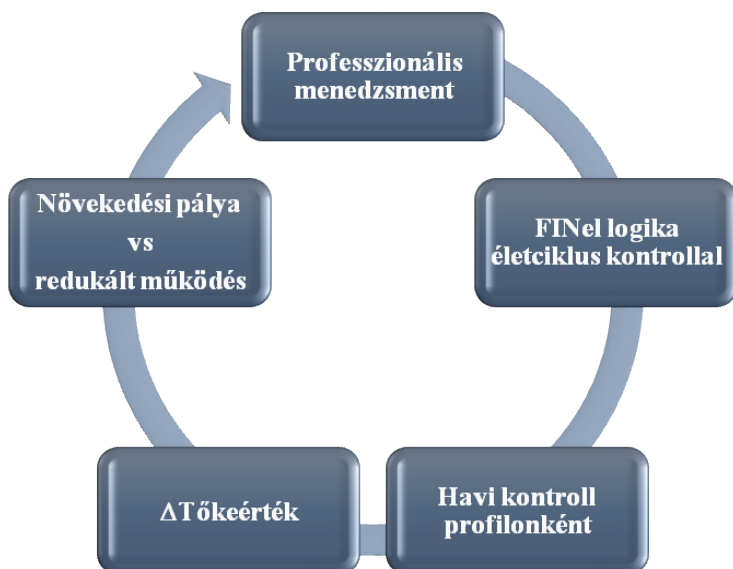 Professzionális
menedzsment
FINel logika
életciklus kontrollal
Havi kontroll
profilonként
ΔTőkeérték
Növekedési pálya
vs
redukált működés